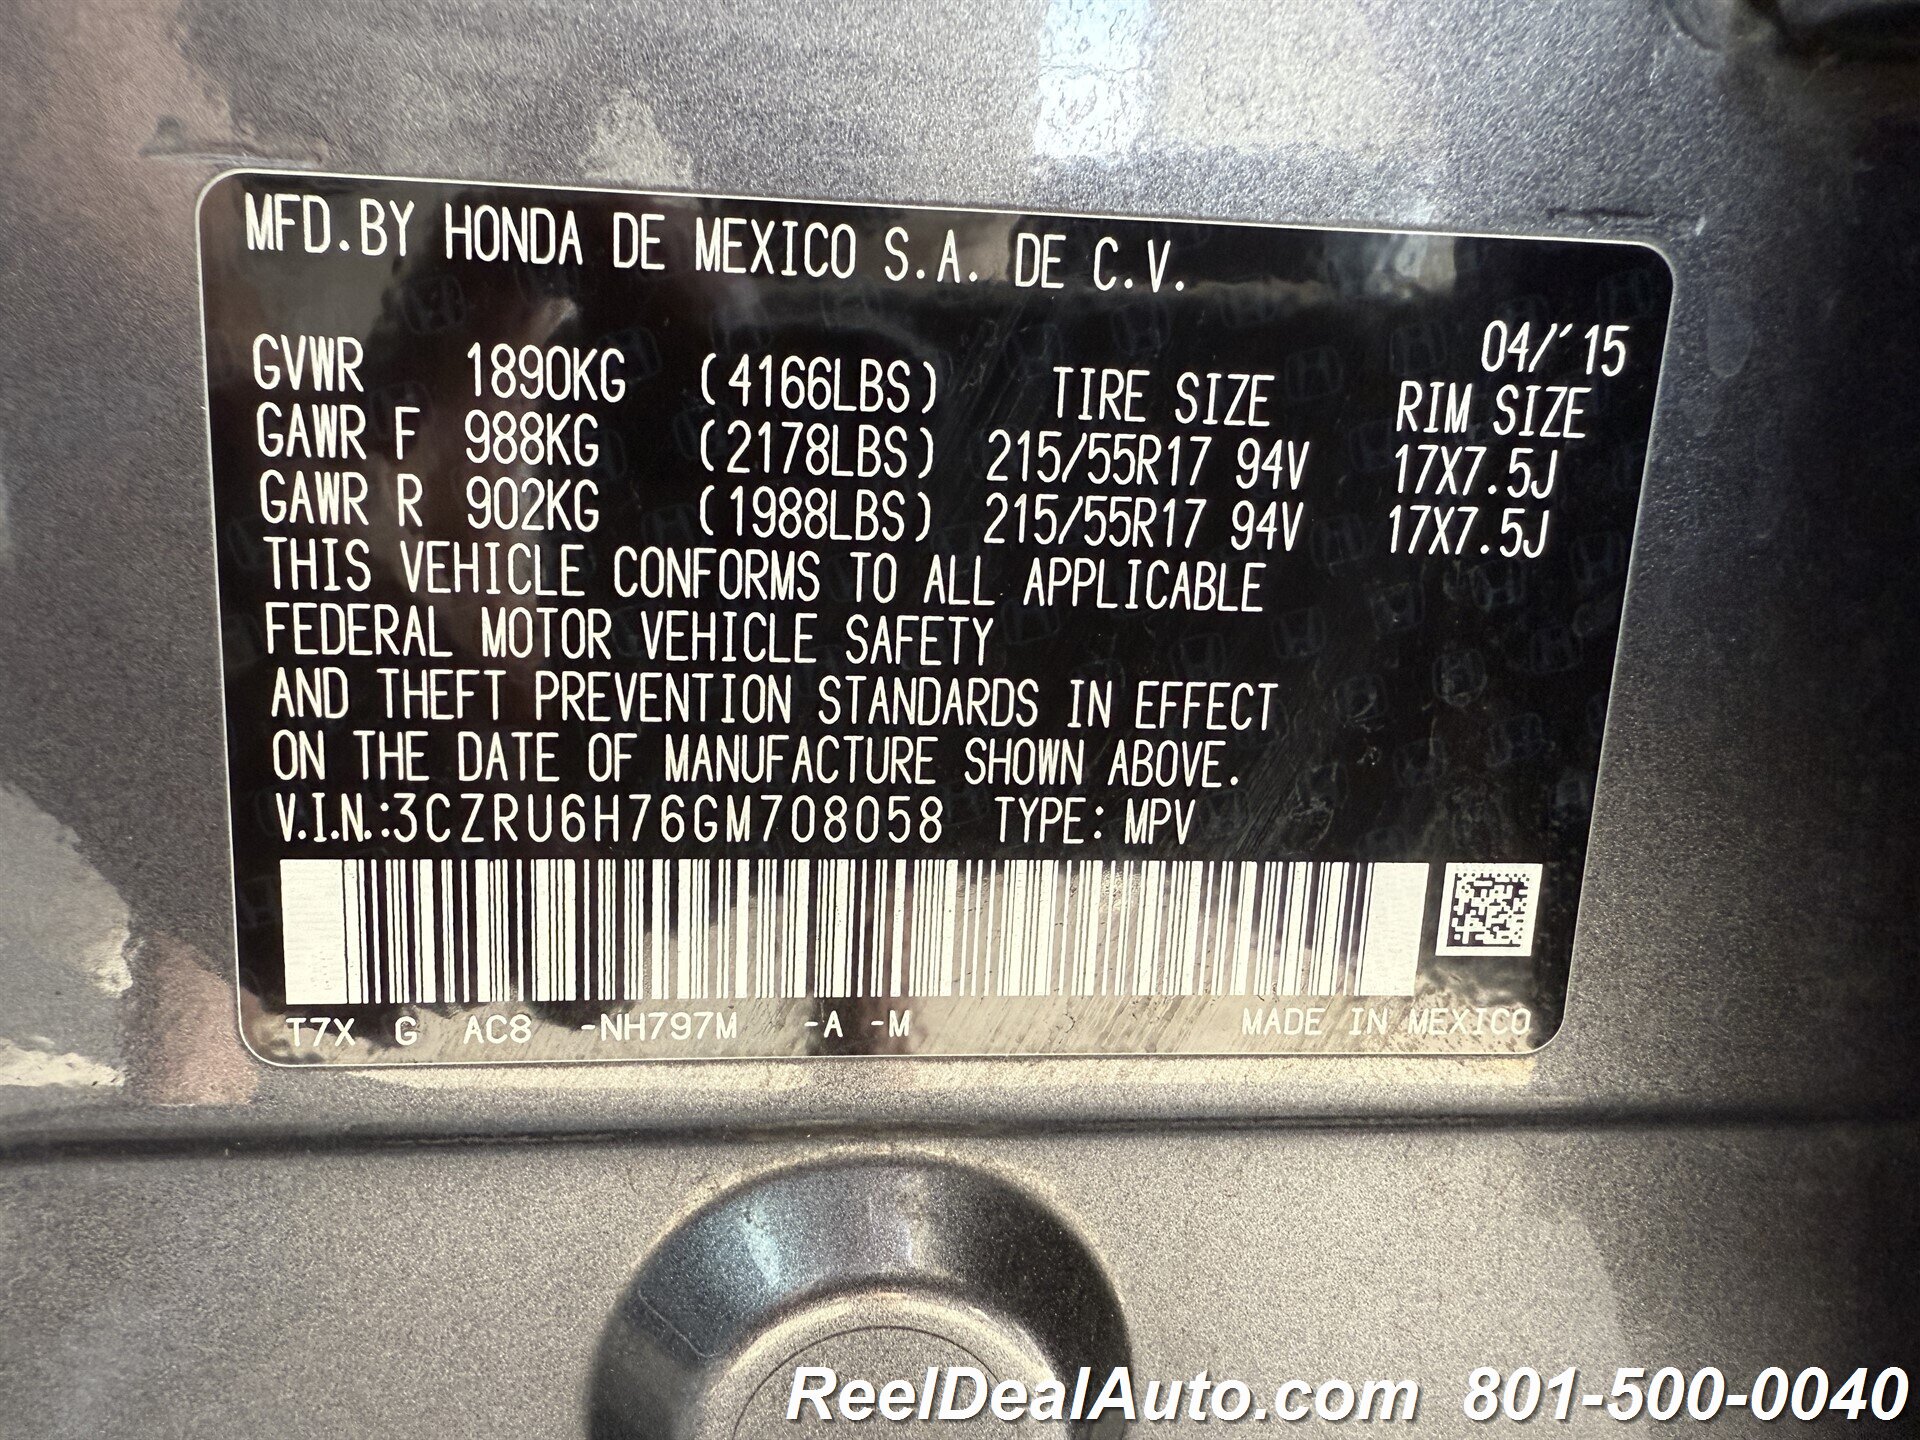 MFD.BY HONDA DE MEXICO S.A. DE C.V.
04/'15
GVWR 1890KG (4166LBS) TIRE SIZE RIM SIZE
GAWR F 988KG (2178LBS) 215/55R17 94V 17X7.5J
GAWR R 902KG (1988LBS) 215/55R17 94V 17X7.5J
THIS VEHICLE CONFORMS TO ALL APPLICABLE
FEDERAL MOTOR VEHICLE SAFETY
AND THEFT PREVENTION STANDARDS IN EFFECT
ON THE DATE OF MANUFACTURE SHOWN ABOVE.
V.I.N.:3CZRU6H76GM708058 TYPE: MPV
T7X G AC8 -NH797M -A -M MADE IN MEXICO
ReelDealAuto.com 801-500-0040